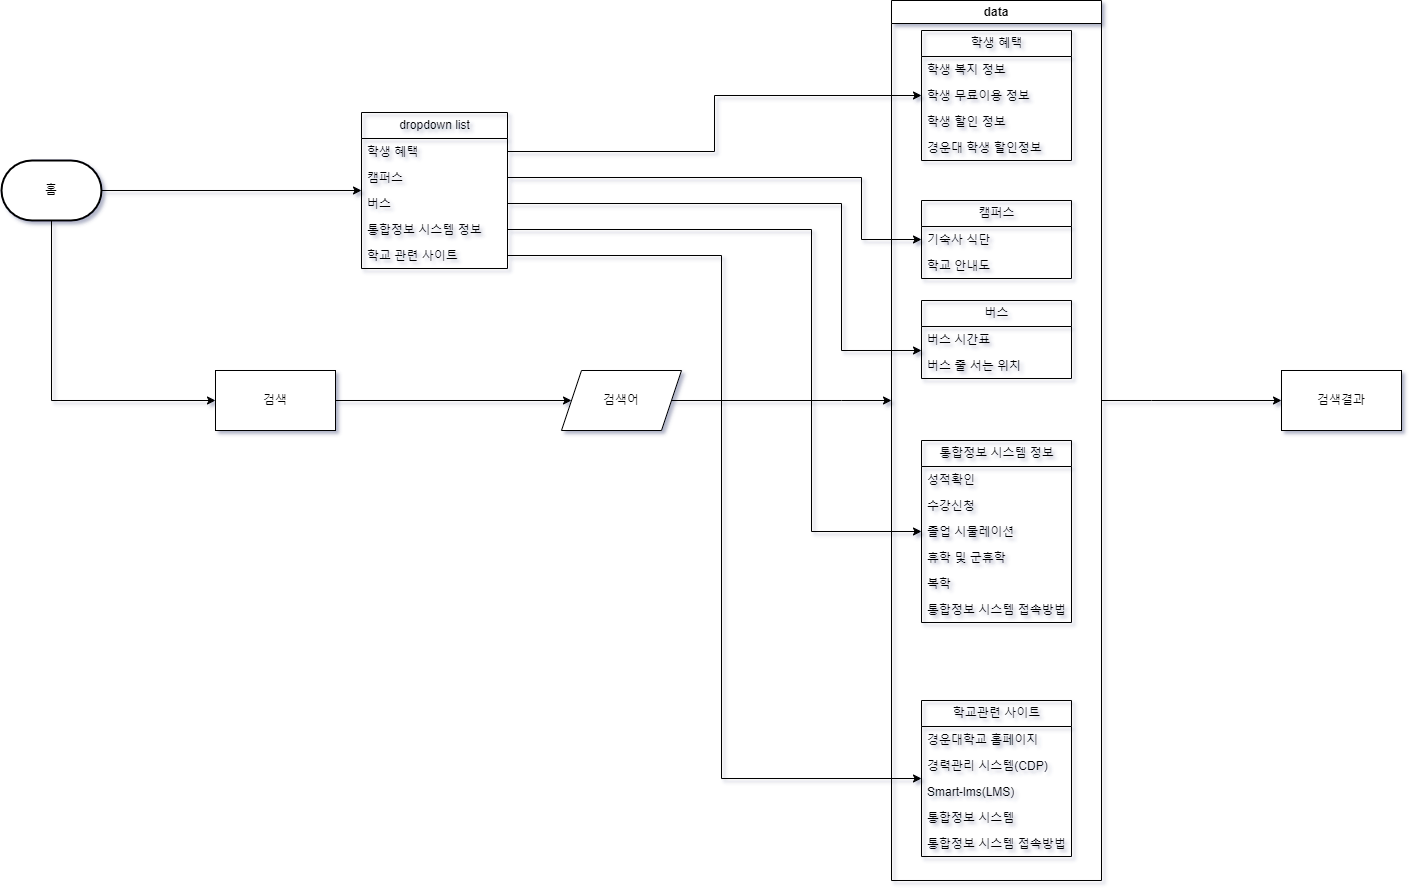 홈
dropdown list
학생 혜택
캠퍼스
버스
통합정보 시스템 정보
학교 관련 사이트
검색
검색어
data
학생 혜택
학생 복지 정보
학생 무료이용 정보
학생 할인 정보
경운대 학생 할인정보
캠퍼스
기숙사 식단
학교 안내도
버스
버스 시간표
버스 줄 서는 위치
통합정보 시스템 정보
성적확인
수강신청
졸업 시물레이션
휴학 및 군휴학
복학
통합정보 시스템 접속방법
학교관련 사이트
경운대학교 홈페이지
경력관리 시스템(CDP)
Smart-lms(LMS)
통합정보 시스템
통합정보 시스템 접속방법
검색결과